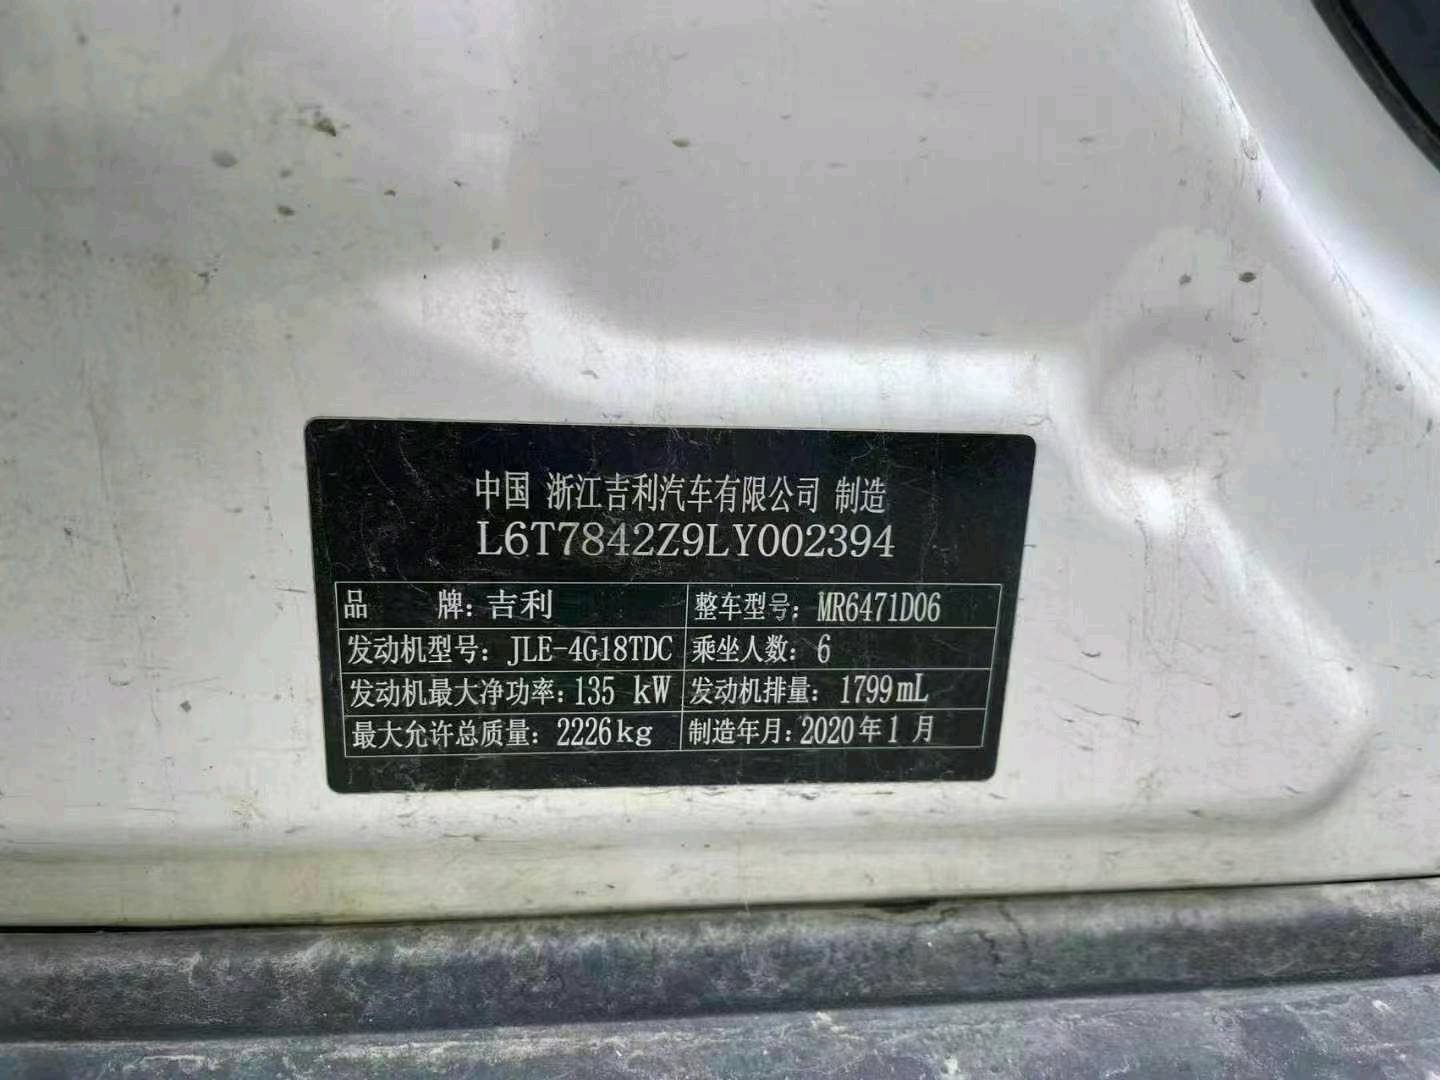 中国 浙江吉利汽车有限公司 制造
L6T7842Z9LY002394
品 牌：吉利 整车型号：MR6471D06
发动机型号：JLE-4G18TDC 乘坐人数：6
发动机最大净功率：135 kW 发动机排量：1799mL
最大允许总质量：2226kg 制造年月：2020年1月